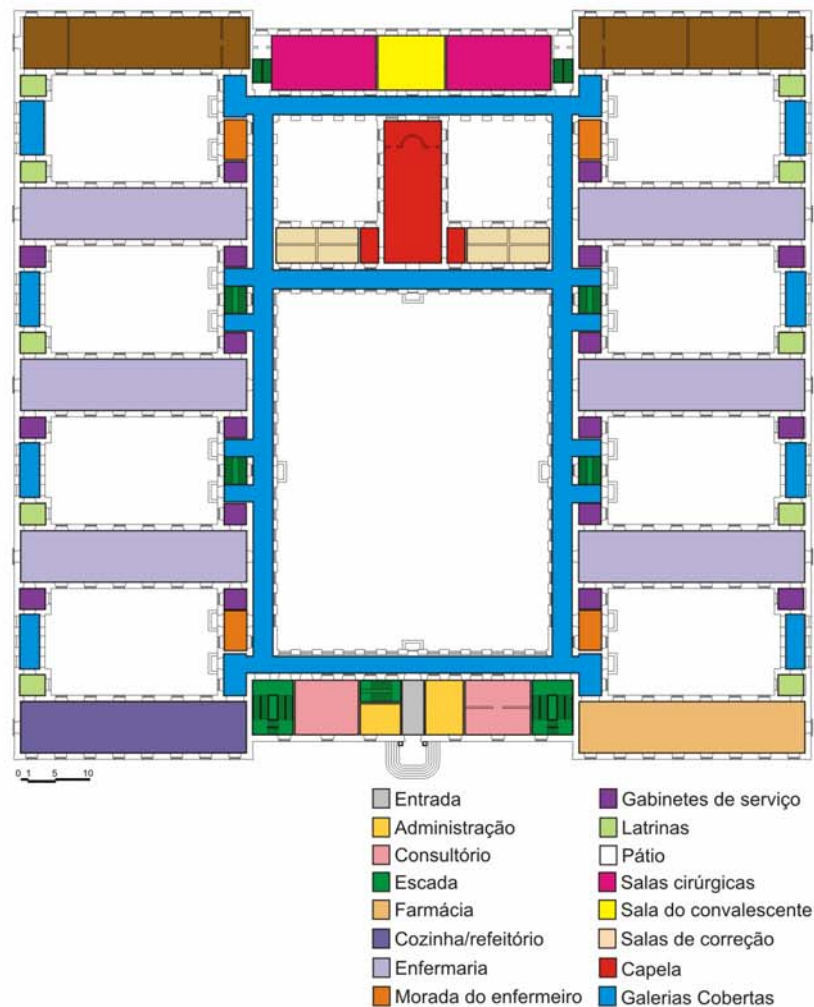 0 1 5 10
Entrada
Administração
Consultório
Escada
Farmácia
Cozinha/refeitório
Enfermaria
Morada do enfermeiro
Gabinetes de serviço
Latrinas
Pátio
Salas cirúrgicas
Sala do convalescente
Salas de correção
Capela
Galerias Cobertas